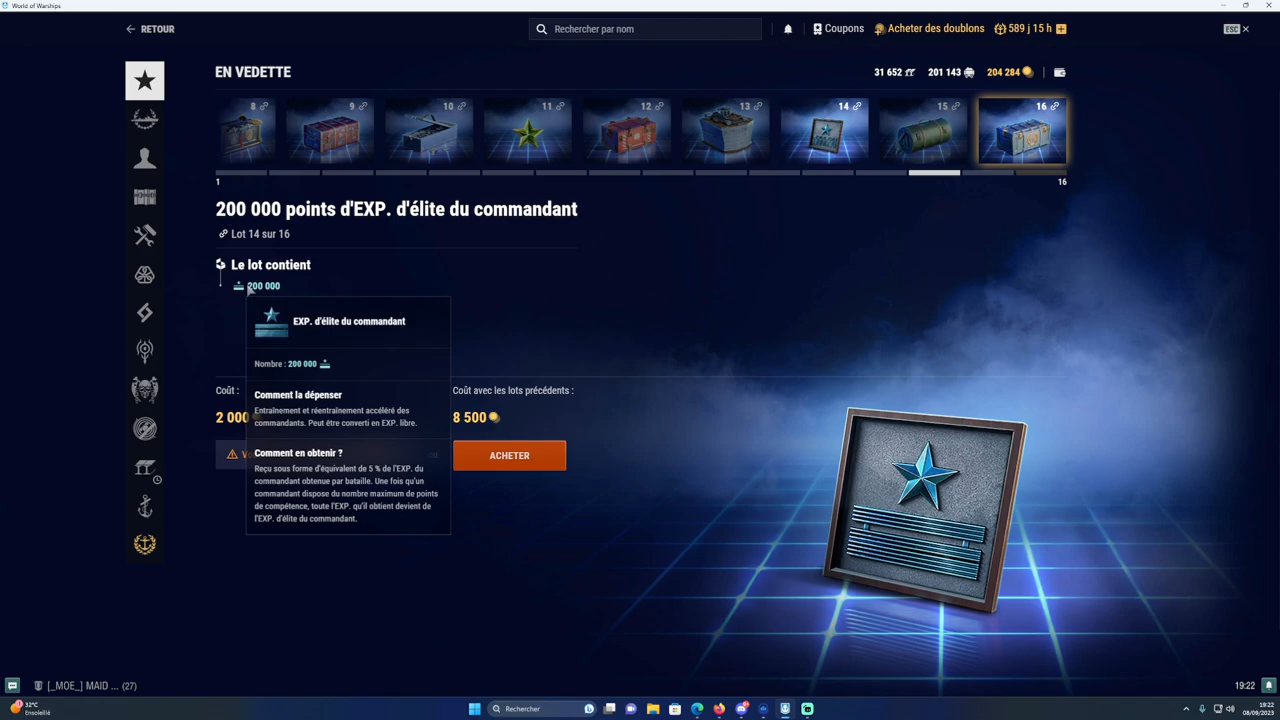 World of Warships
RETOUR
Rechercher par nom
Coupons
Acheter des doublons
589 j 15 h
ESC
EN VEDETTE
31 652
201 143
204 284
8
9
10
11
12
13
14
15
16
1
16
200 000 points d'EXP. d'élite du commandant
Lot 14 sur 16
Le lot contient
200 000
EXP. d'élite du commandant
Nombre : 200 000
Coût :
Coût avec les lots précédents :
Comment la dépenser
Entraînement et réentraînement accéléré des
commandants. Peut être converti en EXP. libre.
2 000
8 500
Comment en obtenir ?
ou
ACHETER
Reçu sous forme d'équivalent de 5 % de l'EXP. du
commandant obtenue par bataille. Une fois qu'un
commandant dispose du nombre maximum de points
de compétence, toute l'EXP. qu'il obtient devient de
l'EXP. d'élite du commandant.
[_MOE_] MAID ... (27)
19:22
32°C
Ensoleillé
Rechercher
19:22
08/09/2023